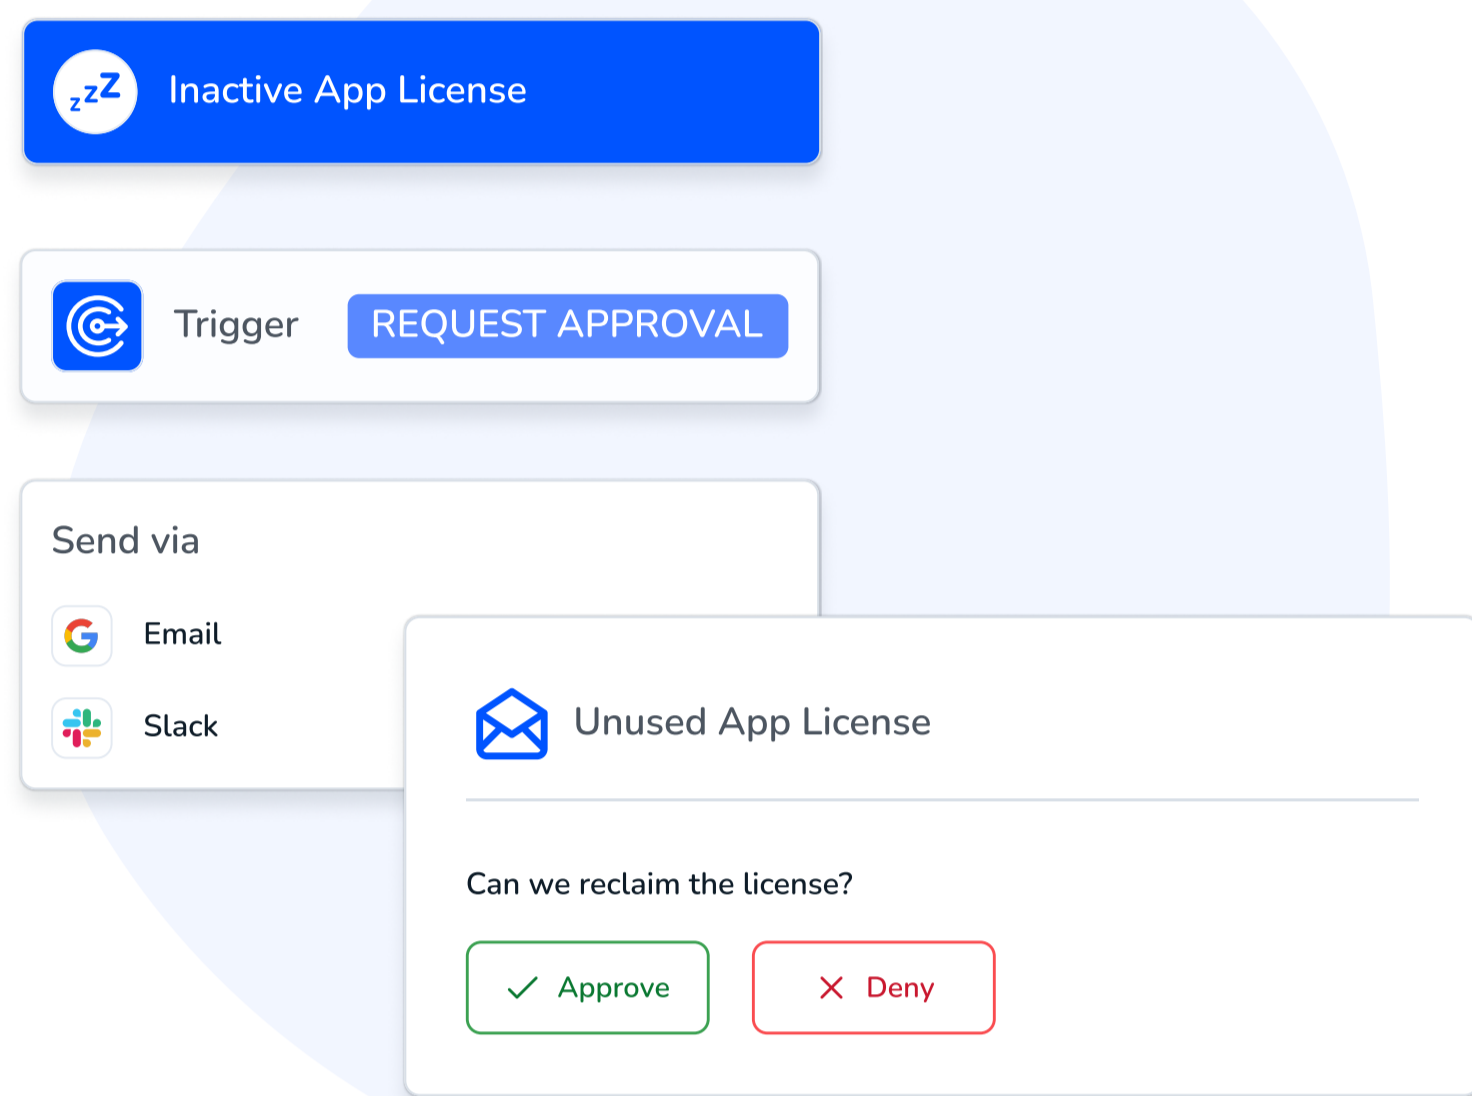 zzZ
Inactive App License
Trigger
REQUEST APPROVAL
Send via
Email
Slack
Unused App License
Can we reclaim the license?
Approve
Deny